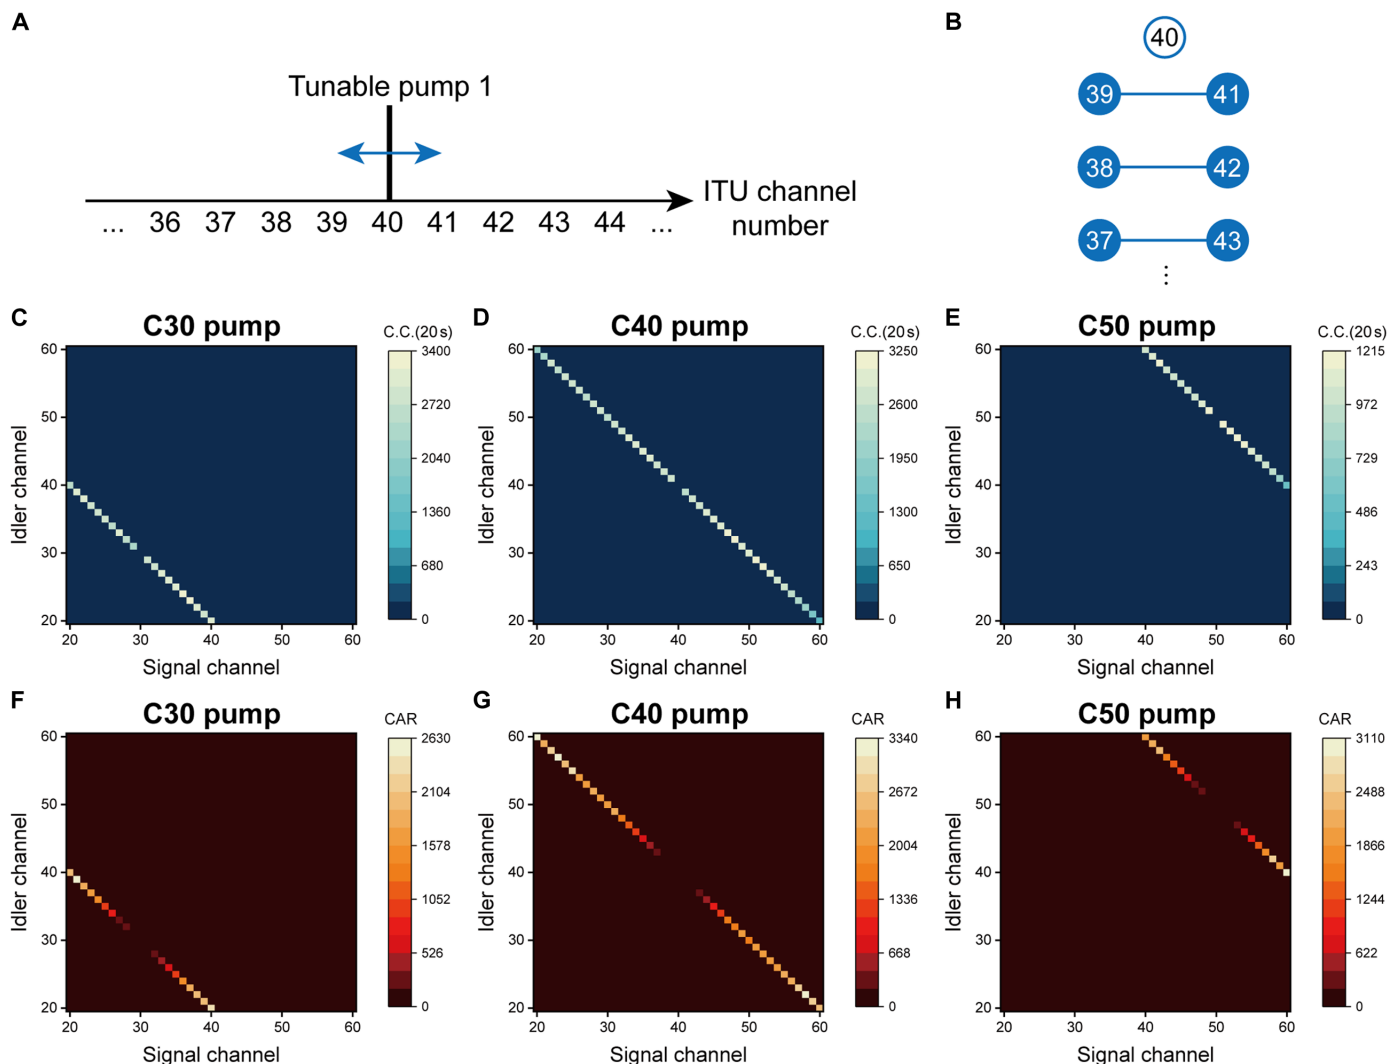 A
Tunable pump 1
ITU channel
number
... 36 37 38 39 40 41 42 43 44 ...
B
40
39 41
38 42
37 43
⋮
C
C30 pump
C.C.(20 s)
60
50
40
30
20
20 30 40 50 60
Idler channel
Signal channel
3400
2720
2040
1360
680
0
D
C40 pump
C.C.(20 s)
60
50
40
30
20
20 30 40 50 60
Idler channel
Signal channel
3250
2600
1950
1300
650
0
E
C50 pump
C.C.(20 s)
60
50
40
30
20
20 30 40 50 60
Idler channel
Signal channel
1215
972
729
486
243
0
F
C30 pump
CAR
60
50
40
30
20
20 30 40 50 60
Idler channel
Signal channel
2630
2104
1578
1052
526
0
G
C40 pump
CAR
60
50
40
30
20
20 30 40 50 60
Idler channel
Signal channel
3340
2672
2004
1336
668
0
H
C50 pump
CAR
60
50
40
30
20
20 30 40 50 60
Idler channel
Signal channel
3110
2488
1866
1244
622
0